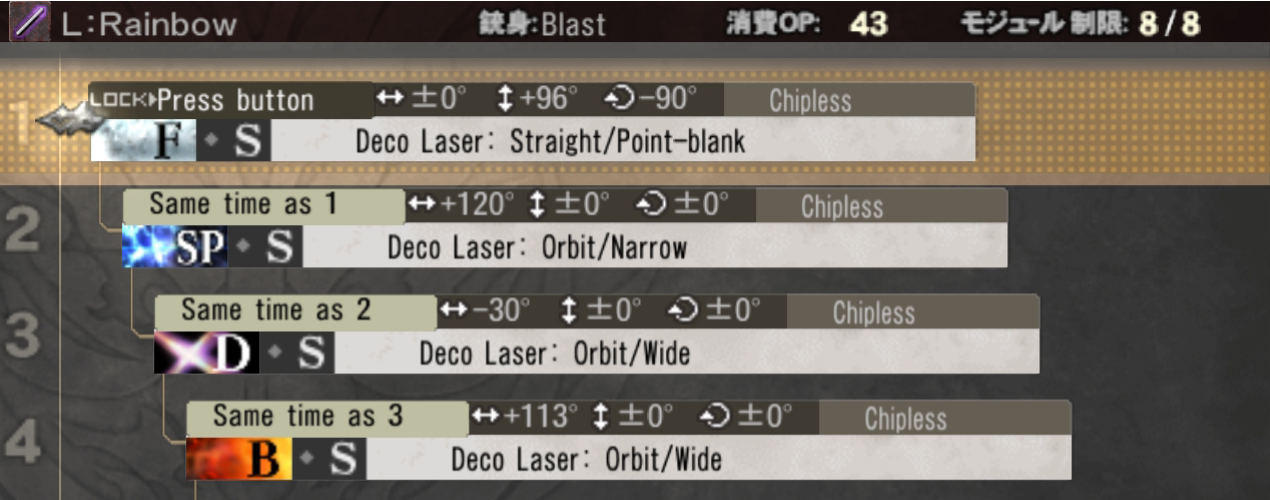 L:Rainbow 銃身:Blast 消費OP: 43 モジュール制限: 8/8
1 LOCK Press button ↔±0° ↕+96° -90° Chipless
F ・ S Deco Laser: Straight/Point-blank
2 Same time as 1 ↔+120° ↕±0° ±0° Chipless
SP ・ S Deco Laser: Orbit/Narrow
3 Same time as 2 ↔-30° ↕±0° ±0° Chipless
D ・ S Deco Laser: Orbit/Wide
4 Same time as 3 ↔+113° ↕±0° ±0° Chipless
B ・ S Deco Laser: Orbit/Wide